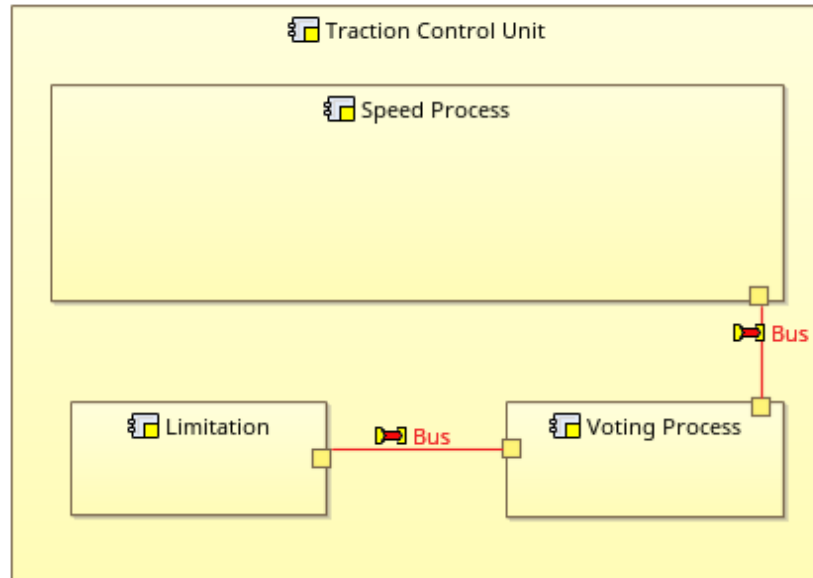 Traction Control Unit
Speed Process
Bus
Limitation
Bus
Voting Process